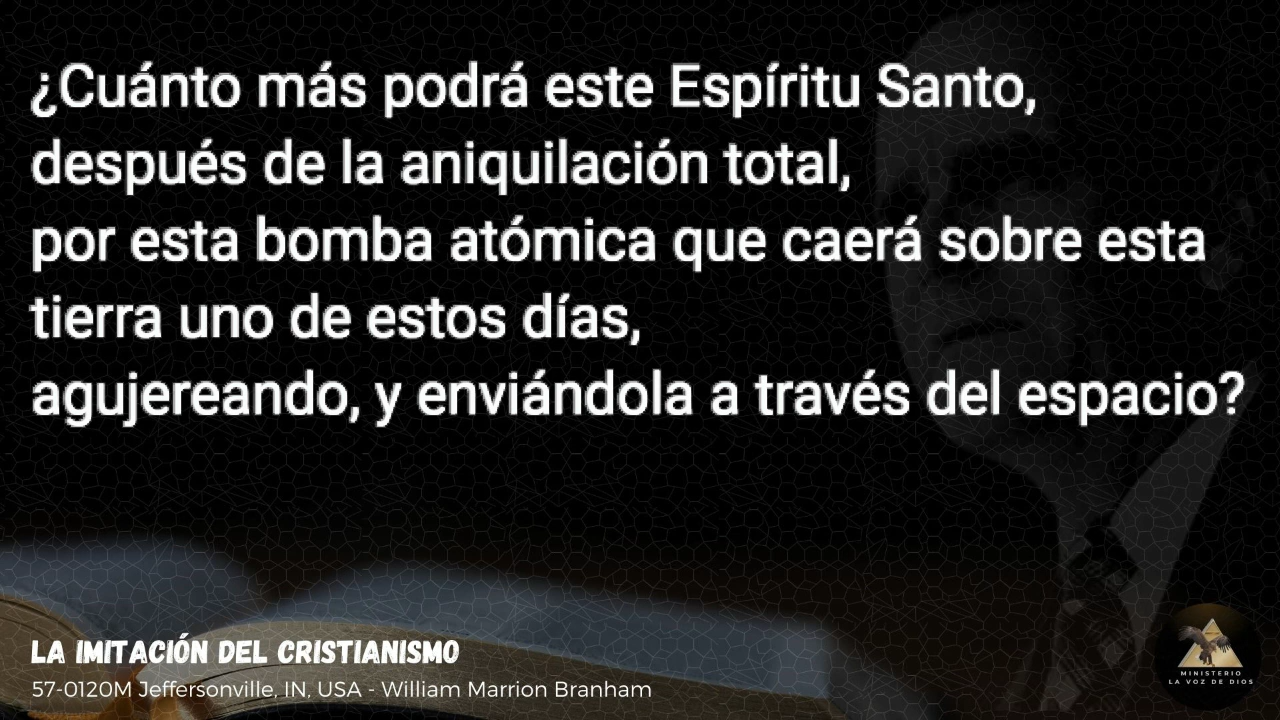 ¿Cuánto más podrá este Espíritu Santo,
después de la aniquilación total,
por esta bomba atómica que caerá sobre esta
tierra uno de estos días,
agujereando, y enviándola a través del espacio?
LA IMITACIÓN DEL CRISTIANISMO
57-0120M Jeffersonville, IN, USA - William Marrion Branham
MINISTERIO
LA VOZ DE DIOS